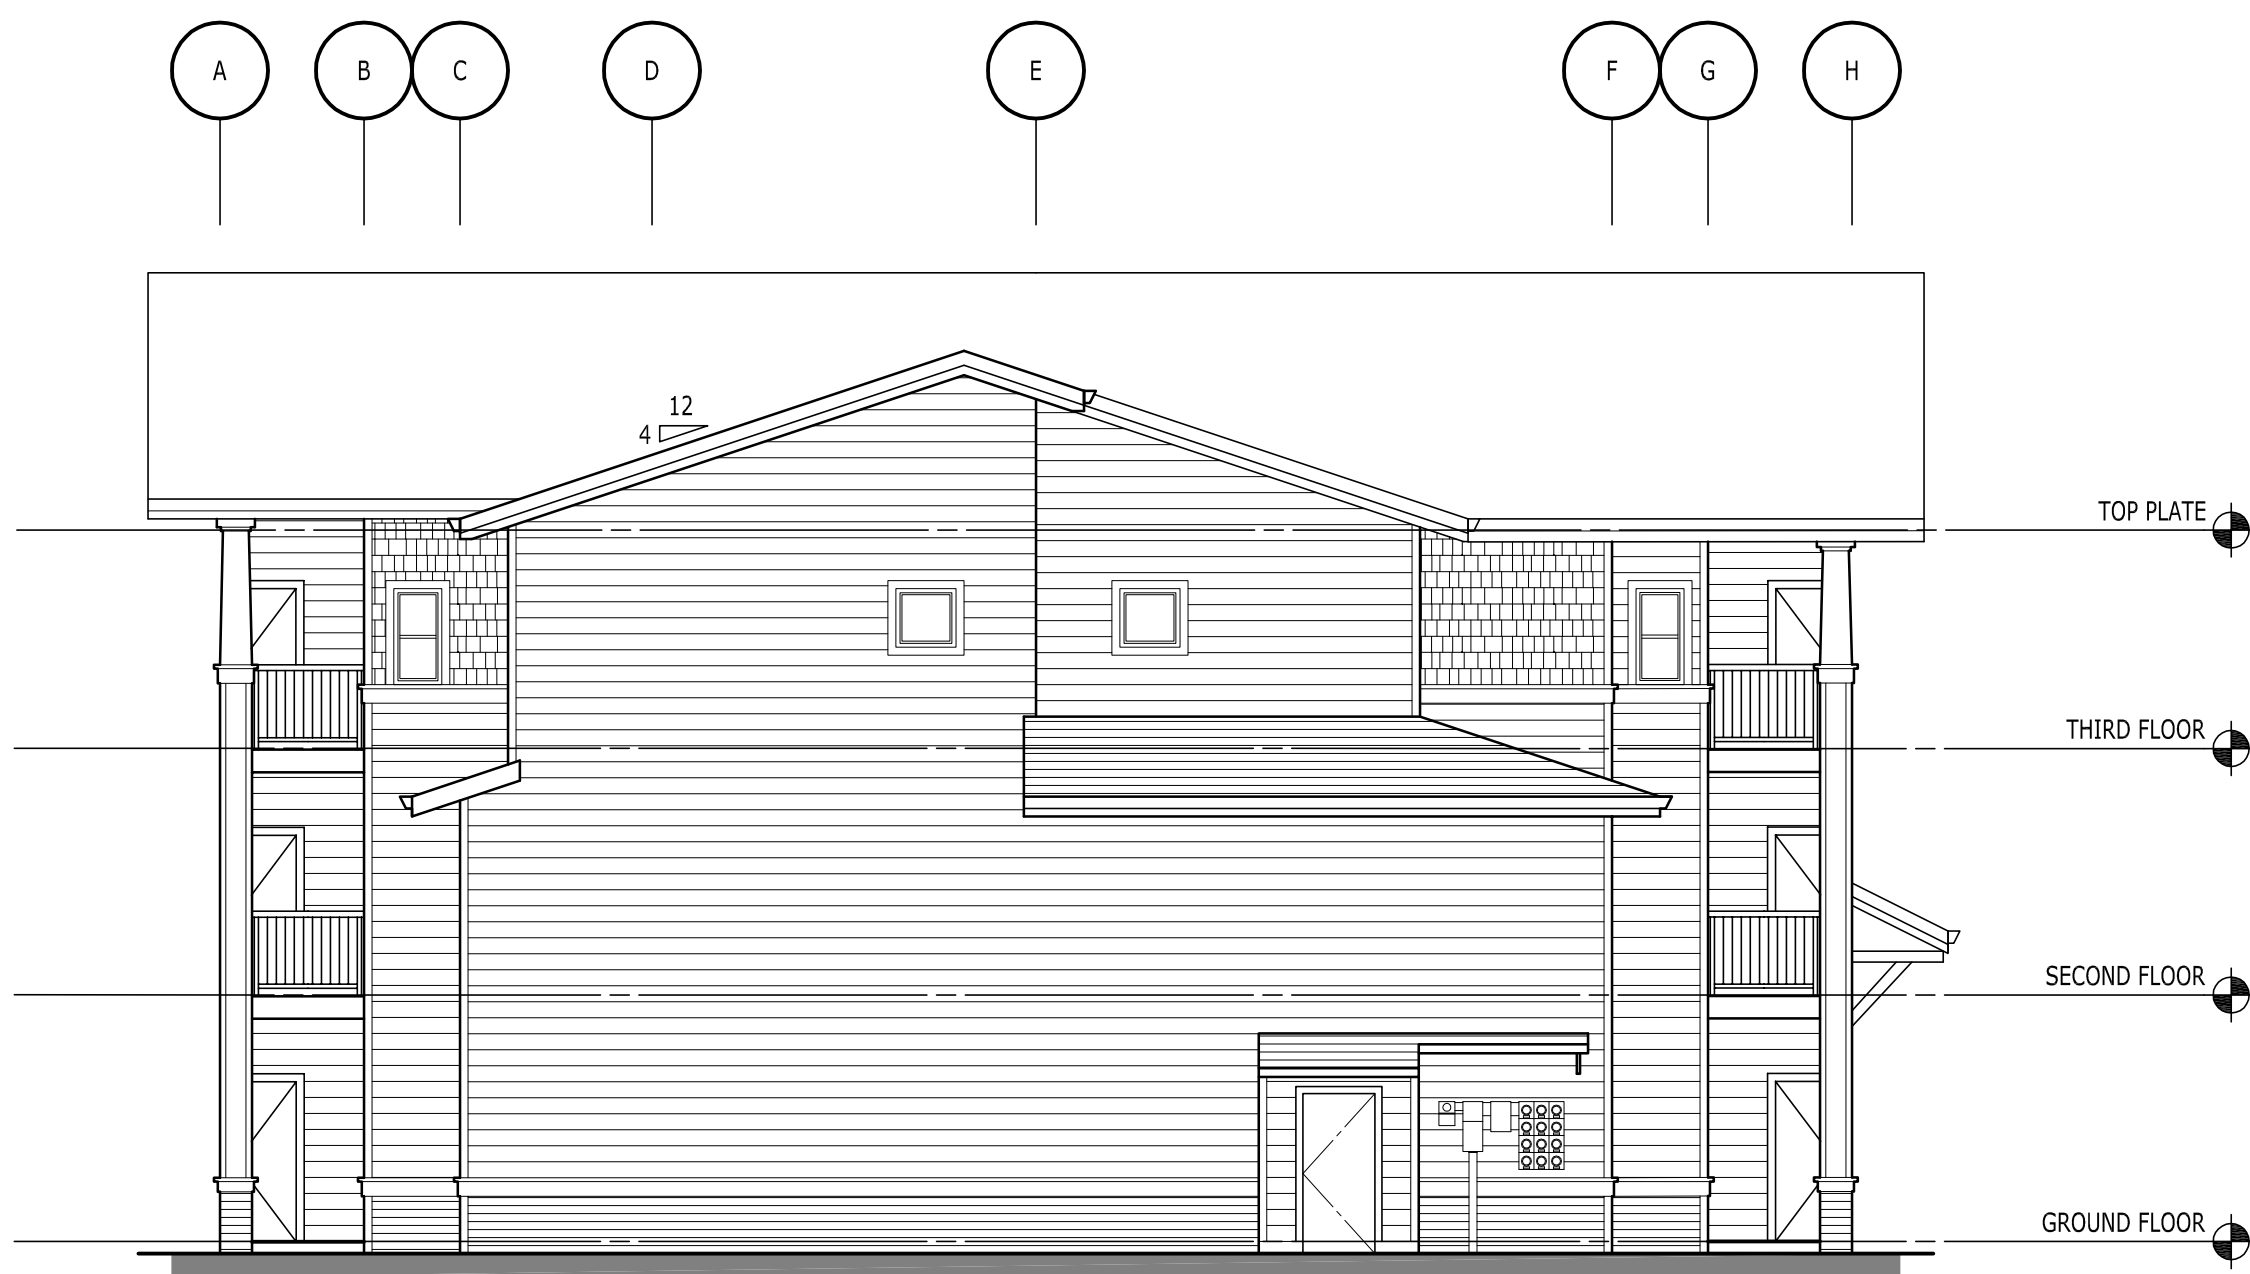 A B C D E F G H
12
4
TOP PLATE
THIRD FLOOR
SECOND FLOOR
GROUND FLOOR